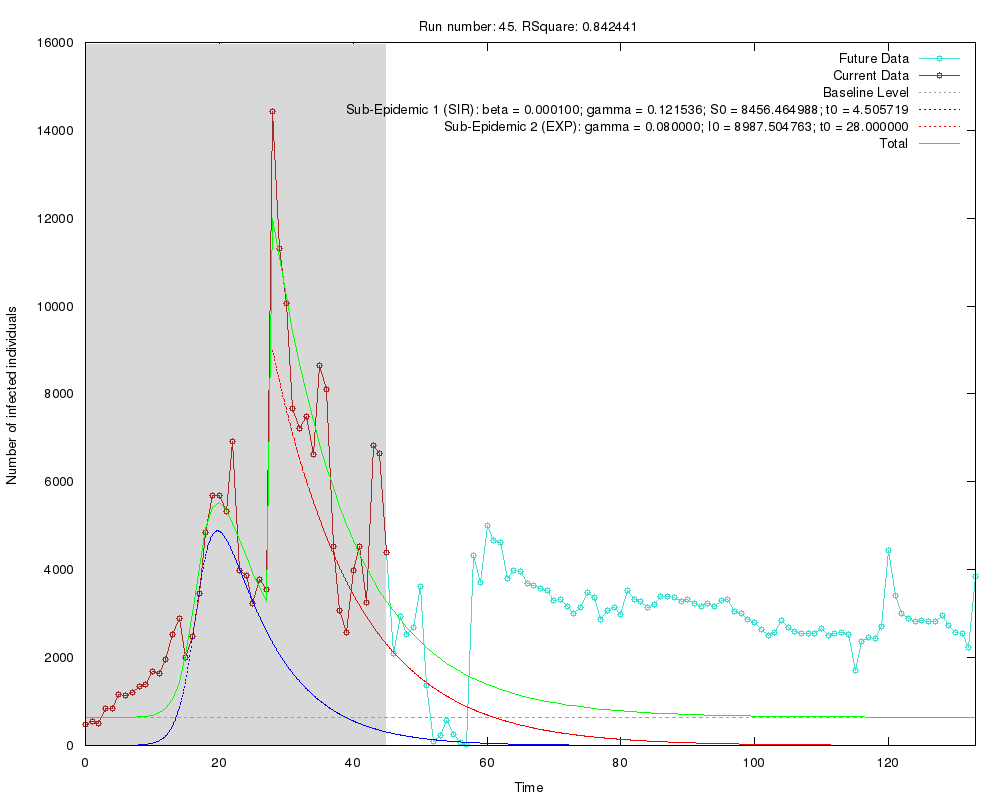 Run number: 45. RSquare: 0.842441
16000
14000
12000
10000
8000
6000
4000
2000
0
Number of infected individuals
Future Data
Current Data
Baseline Level
Sub-Epidemic 1 (SIR): beta = 0.000100; gamma = 0.121536; S0 = 8456.464988; t0 = 4.505719
Sub-Epidemic 2 (EXP): gamma = 0.080000; I0 = 8987.504763; t0 = 28.000000
Total
0 20 40 60 80 100 120
Time